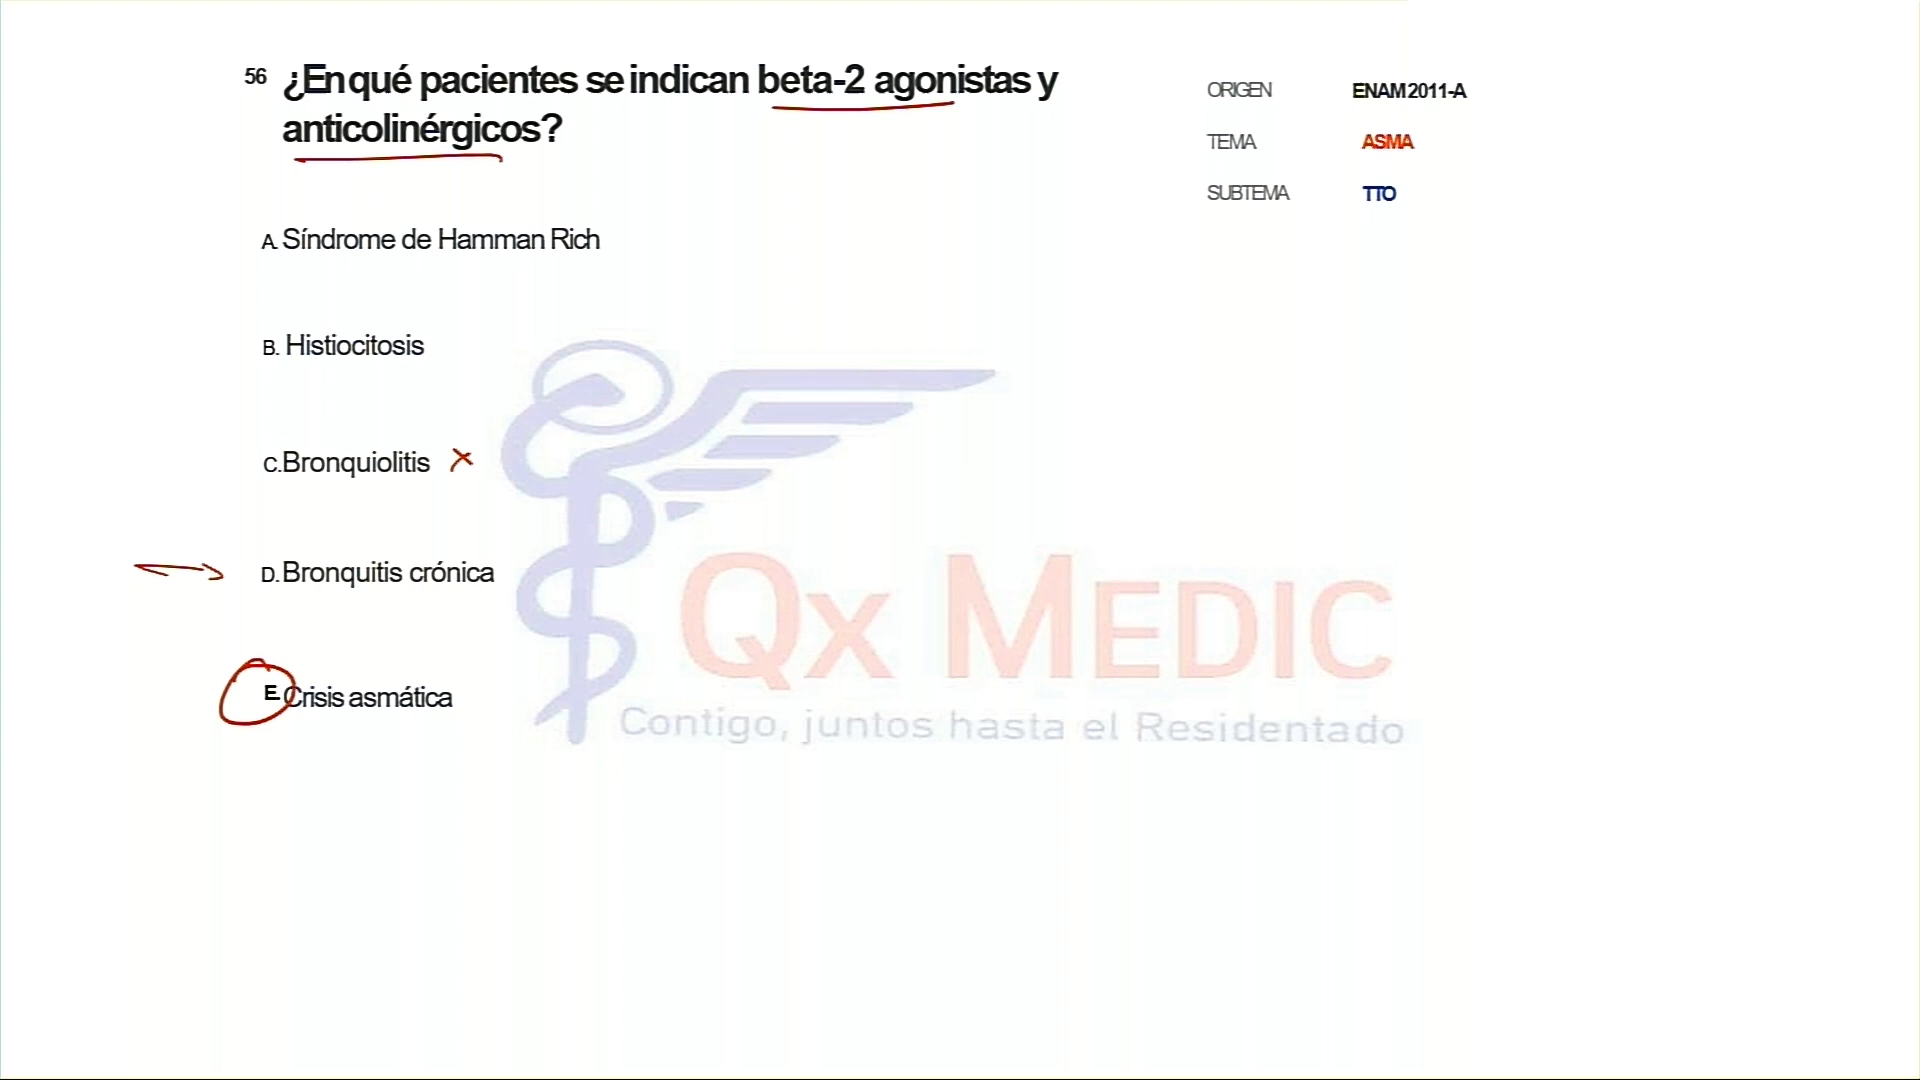 56 ¿En qué pacientes se indican beta-2 agonistas y
anticolinérgicos?
A. Síndrome de Hamman Rich
B. Histiocitosis
C. Bronquiolitis
D. Bronquitis crónica
E. Crisis asmática
ORIGEN ENAM 2011-A
TEMA ASMA
SUBTEMA TTO
Qx MEDIC
Contigo, juntos hasta el Residentado